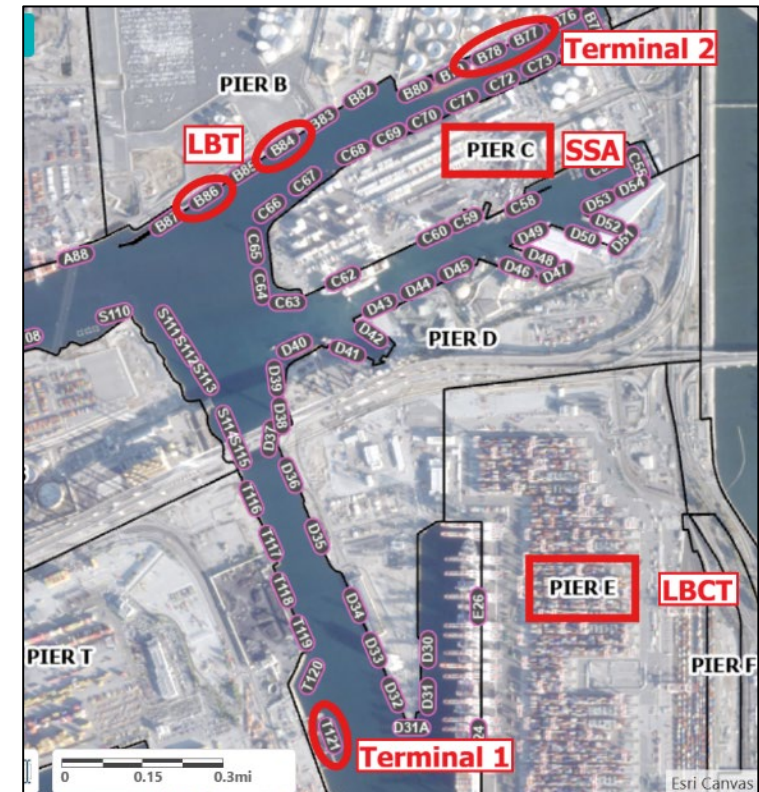 B76
B77
B78
Terminal 2
C73
B80
C72
B82
C71
PIER B
C70
B83
C69
LBT
B84
C68
PIER C
SSA
C55
B85
C67
D54
B86
C66
D53
C58
B87
C59
D52
C60
D49
D50
D51
C65
A88
D48
C62
D45
D46
D47
C64
D44
C63
D43
S110
S111
D42
PIER D
08
S112
D40
D41
S113
D39
D38
S114
D37
S115
D36
T116
D35
T117
PIER E
LBCT
T118
D34
E26
T119
D33
D30
PIER T
PIER F
T120
D32
D31
T121
D31A
24
Terminal 1
0
0.15
0.3mi
Esri Canvas